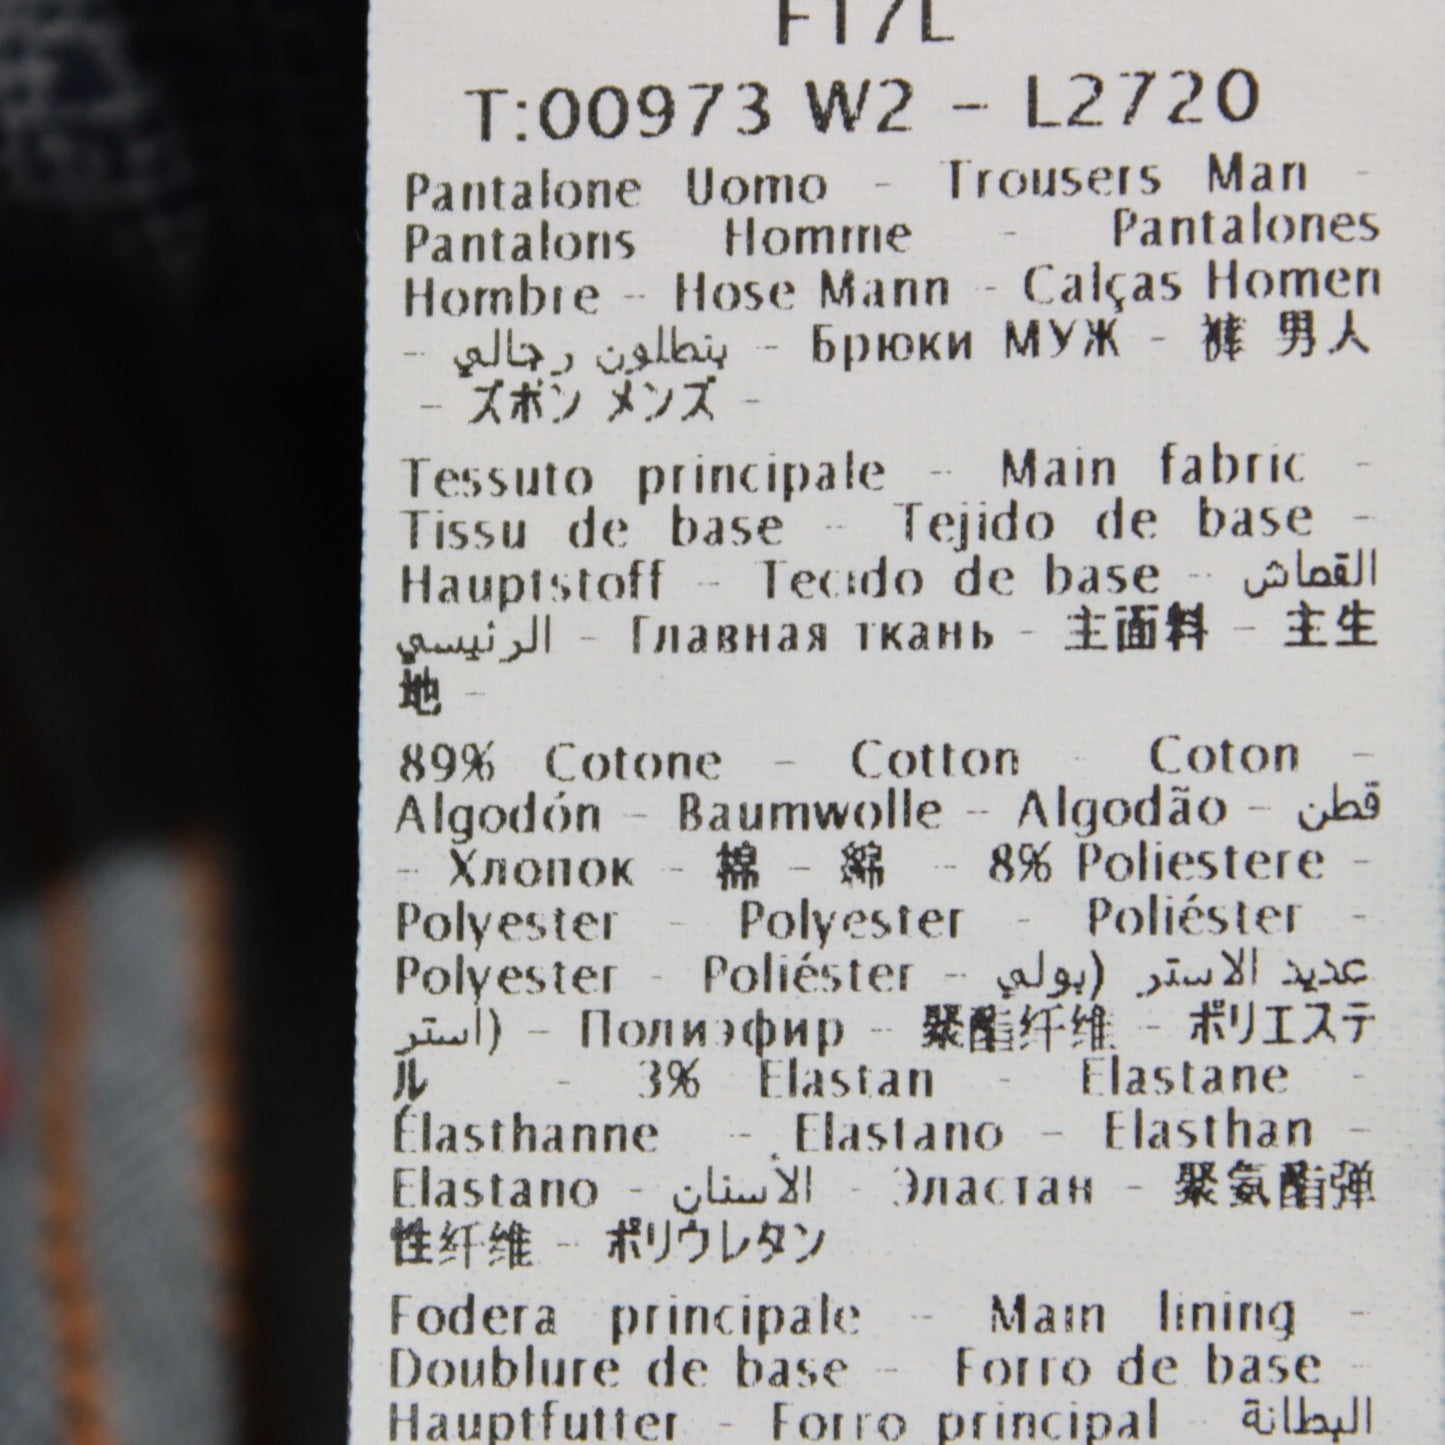 F17L
T:00973 W2 - L2720
Pantalone Uomo - Trousers Man -
Pantalons Homme - Pantalones
Hombre - Hose Mann - Calças Homen
- بنطلون رجالي - Брюки МУЖ - 裤 男人
- ズボン メンズ -
Tessuto principale - Main fabric -
Tissu de base - Tejido de base -
Hauptstoff - Tecido de base - القماش
الرئيسي - Главная ткань - 主面料 - 主生
地 -
89% Cotone - Cotton - Coton -
Algodón - Baumwolle - Algodão - قطن
- Хлопок - 棉 - 綿 - 8% Poliestere -
Polyester - Polyester - Poliéster -
Polyester - Poliéster - عديد الاستر (بولي
استر) - Полиэфир - 聚酯纤维 - ポリエステ
ル - 3% Elastan - Elastane -
Élasthanne - Elastano - Elasthan -
Elastano - الأستان - Эластан - 聚氨酯弹
性纤维 - ポリウレタン
Fodera principale - Main lining -
Doublure de base - Forro de base -
Hauptfutter - Forro principal - البطانة